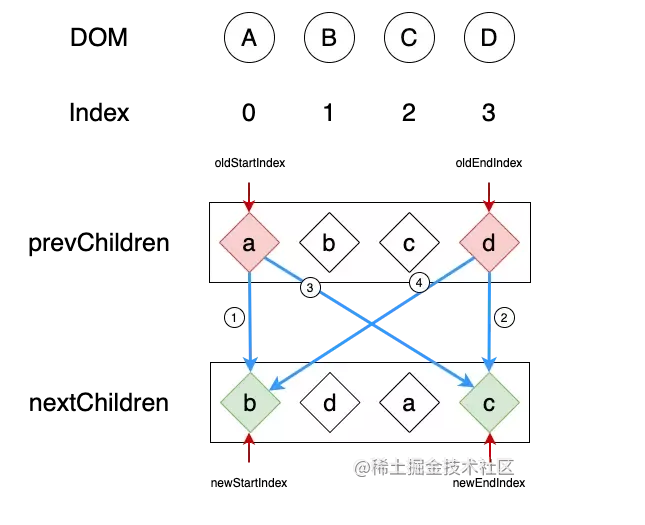 DOM A B C D
Index 0 1 2 3
oldStartIndex oldEndIndex
prevChildren a b c d
3 4
1 2
nextChildren b d a c
@稀土掘金技术社区
newStartIndex newEndIndex